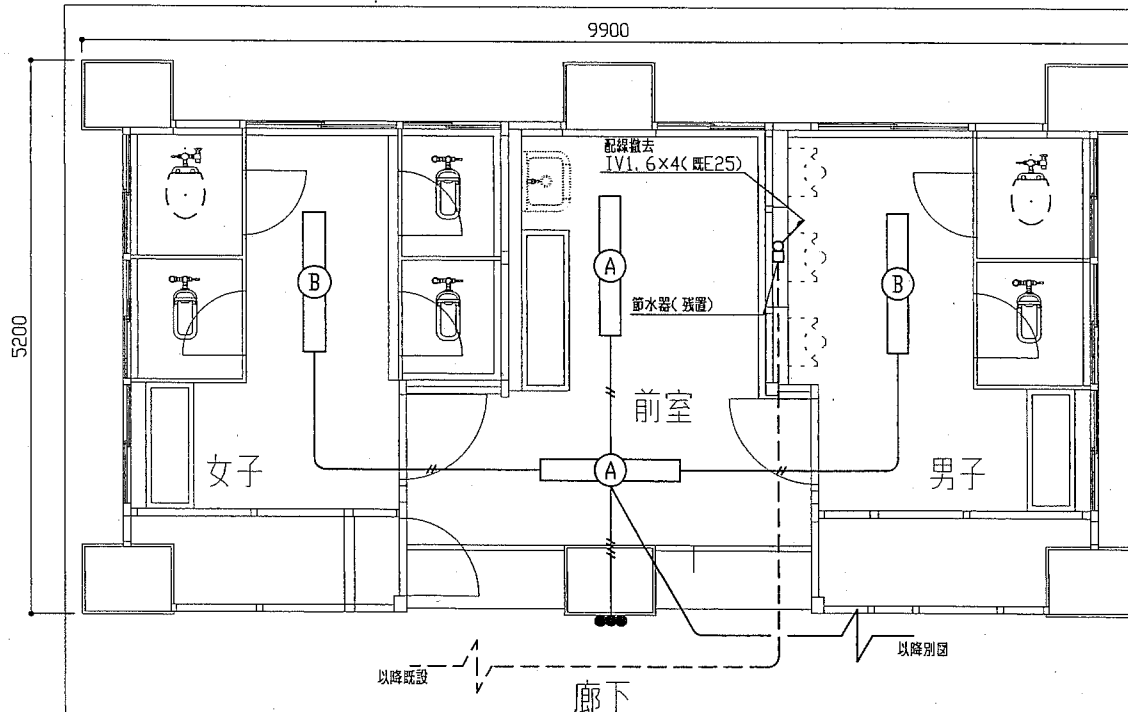 9900
5200
配線撤去
IV1.6×4(既E25)
節水器(残置)
A
B
B
前室
女子
A
男子
以降既設
以降別図
廊下